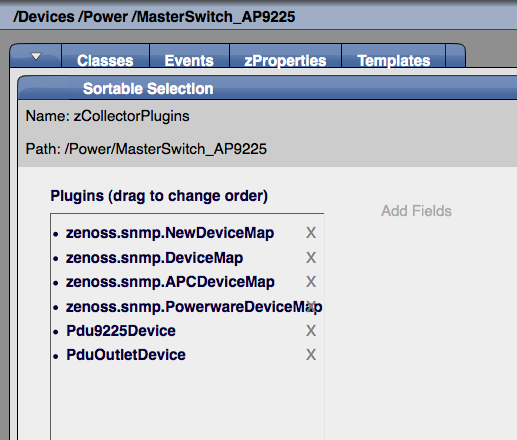 /Devices /Power /MasterSwitch_AP9225
Classes Events zProperties Templates
Sortable Selection
Name: zCollectorPlugins
Path: /Power/MasterSwitch_AP9225
Plugins (drag to change order)
Add Fields
zenoss.snmp.NewDeviceMap X
zenoss.snmp.DeviceMap X
zenoss.snmp.APCDeviceMap X
zenoss.snmp.PowerwareDeviceMap X
Pdu9225Device X
PduOutletDevice X